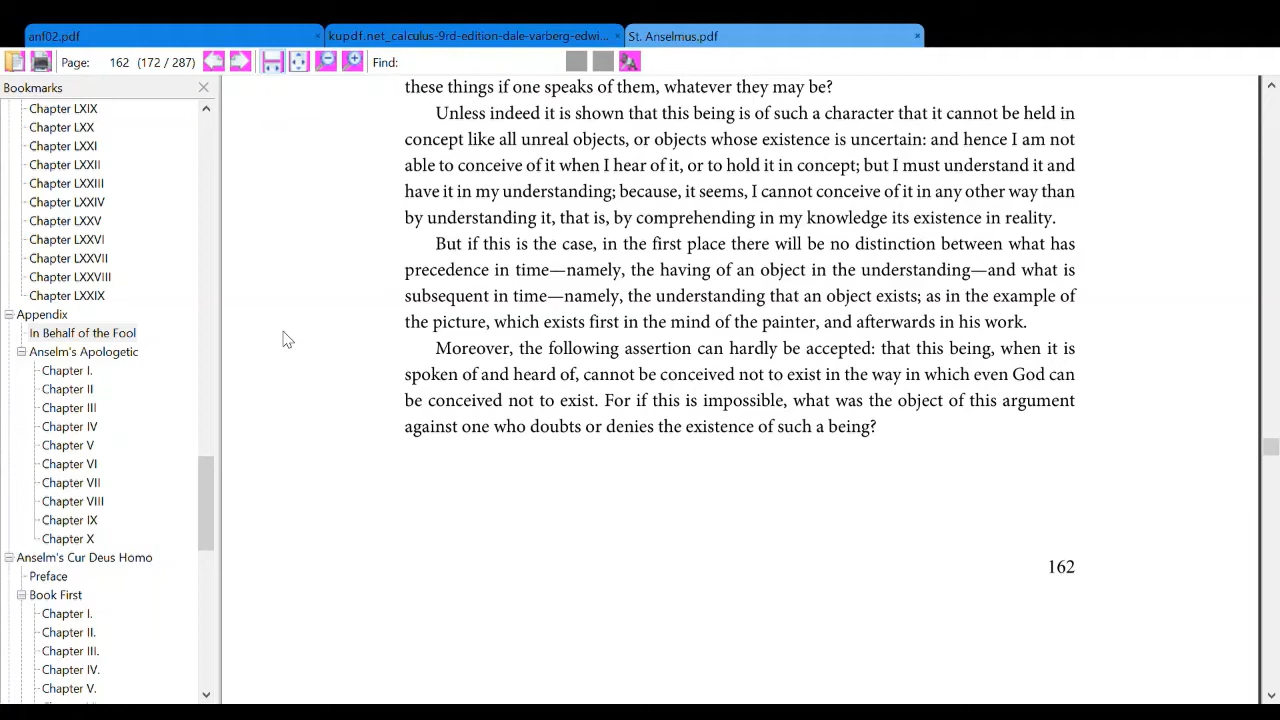 anf02.pdf
kupdf.net_calculus-9rd-edition-dale-varberg-edwi...
St. Anselmus.pdf
Page: 162 (172 / 287) Find:
Bookmarks
Chapter LXIX
Chapter LXX
Chapter LXXI
Chapter LXXII
Chapter LXXIII
Chapter LXXIV
Chapter LXXV
Chapter LXXVI
Chapter LXXVII
Chapter LXXVIII
Chapter LXXIX
Appendix
In Behalf of the Fool
Anselm's Apologetic
Chapter I.
Chapter II
Chapter III
Chapter IV
Chapter V
Chapter VI
Chapter VII
Chapter VIII
Chapter IX
Chapter X
Anselm's Cur Deus Homo
Preface
Book First
Chapter I.
Chapter II.
Chapter III.
Chapter IV.
Chapter V.
these things if one speaks of them, whatever they may be?
Unless indeed it is shown that this being is of such a character that it cannot be held in
concept like all unreal objects, or objects whose existence is uncertain: and hence I am not
able to conceive of it when I hear of it, or to hold it in concept; but I must understand it and
have it in my understanding; because, it seems, I cannot conceive of it in any other way than
by understanding it, that is, by comprehending in my knowledge its existence in reality.
But if this is the case, in the first place there will be no distinction between what has
precedence in time—namely, the having of an object in the understanding—and what is
subsequent in time—namely, the understanding that an object exists; as in the example of
the picture, which exists first in the mind of the painter, and afterwards in his work.
Moreover, the following assertion can hardly be accepted: that this being, when it is
spoken of and heard of, cannot be conceived not to exist in the way in which even God can
be conceived not to exist. For if this is impossible, what was the object of this argument
against one who doubts or denies the existence of such a being?
162